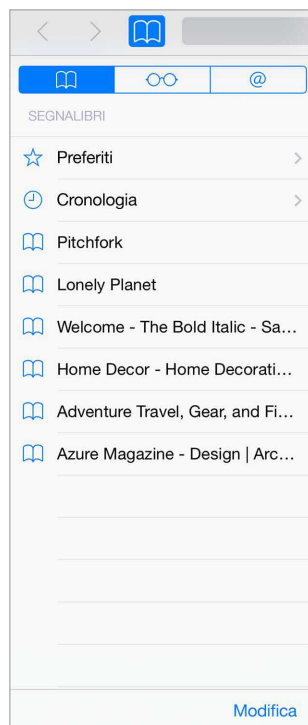 @
SEGNALIBRI
Preferiti
Cronologia
Pitchfork
Lonely Planet
Welcome - The Bold Italic - Sa...
Home Decor - Home Decorati...
Adventure Travel, Gear, and Fi...
Azure Magazine - Design | Arc...
Modifica